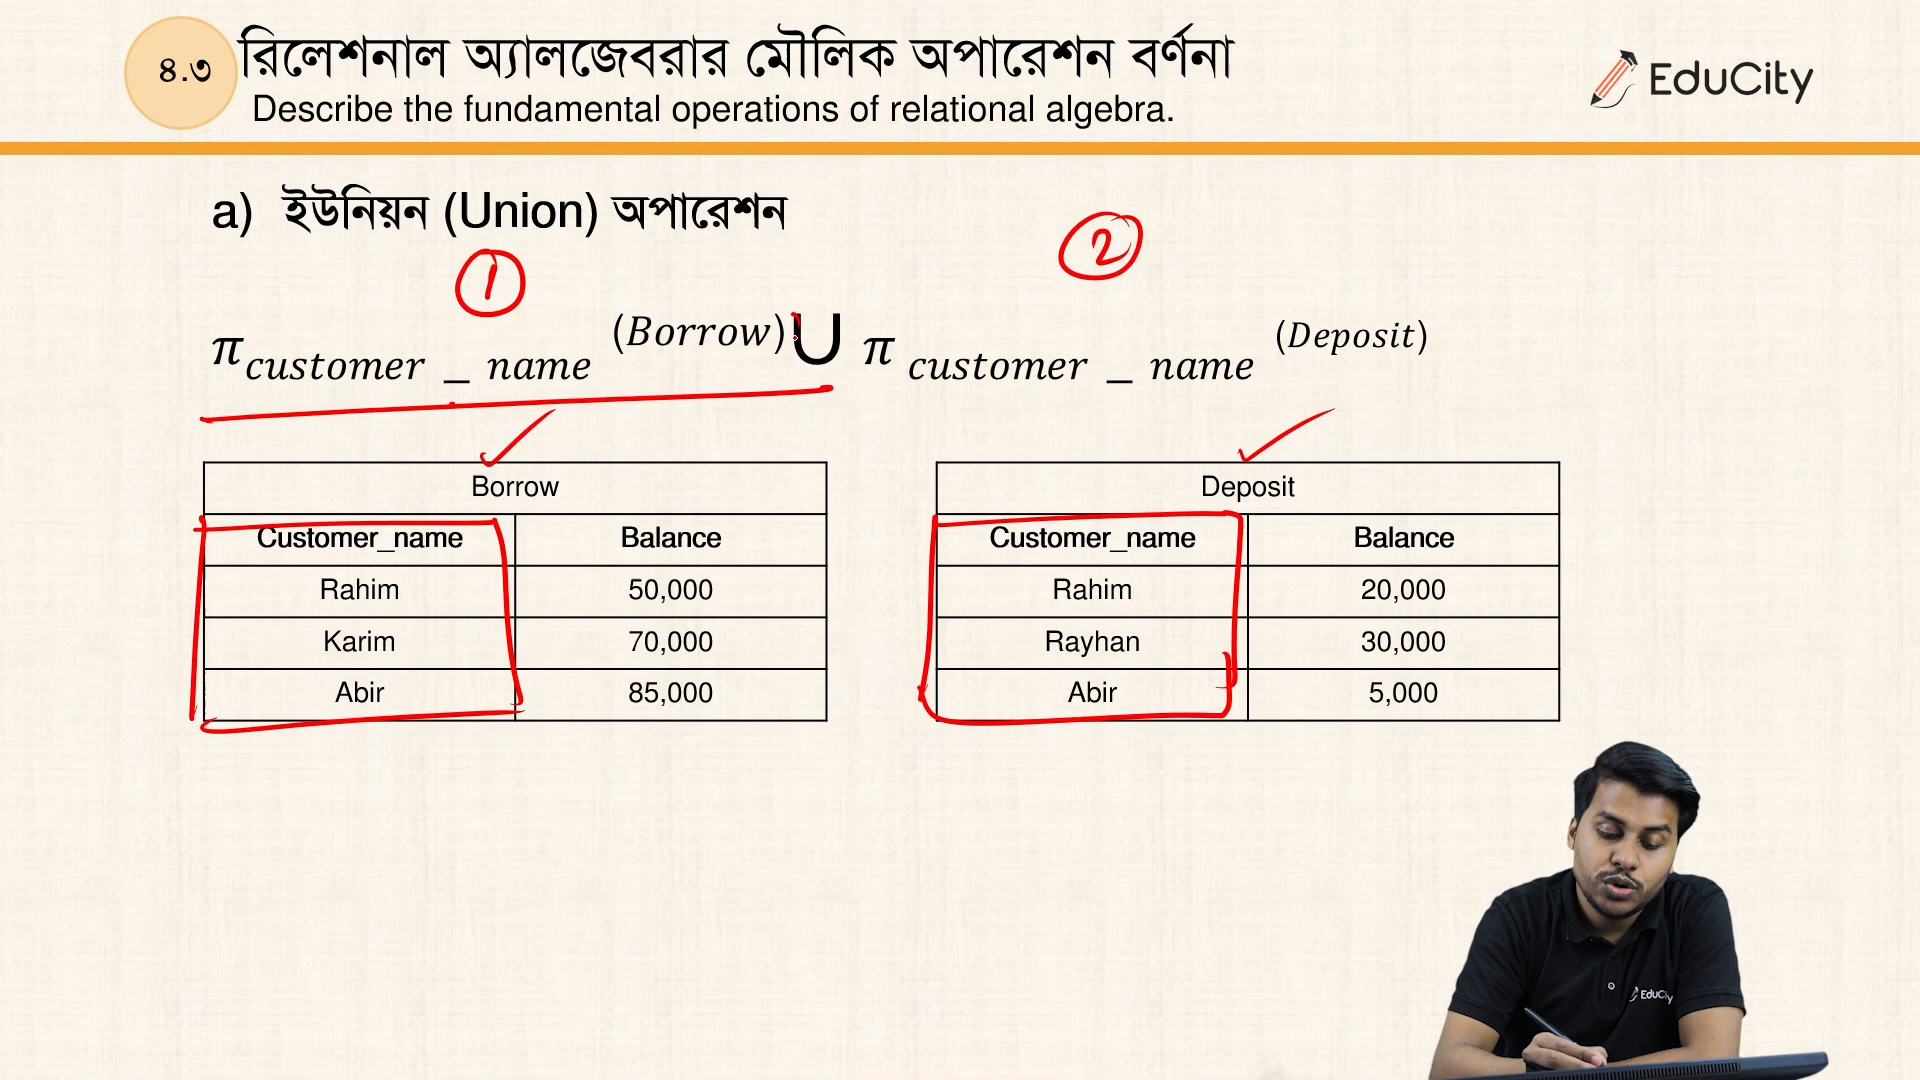 ৪.৩ রিলেশনাল অ্যালজেবরার মৌলিক অপারেশন বর্ণনা
Describe the fundamental operations of relational algebra.
EduCity
a) ইউনিয়ন (Union) অপারেশন
1 2
π customer _ name (Borrow) ∪ π customer _ name (Deposit)
Borrow
Customer_name Balance
Rahim 50,000
Karim 70,000
Abir 85,000
Deposit
Customer_name Balance
Rahim 20,000
Rayhan 30,000
Abir 5,000
EduCity